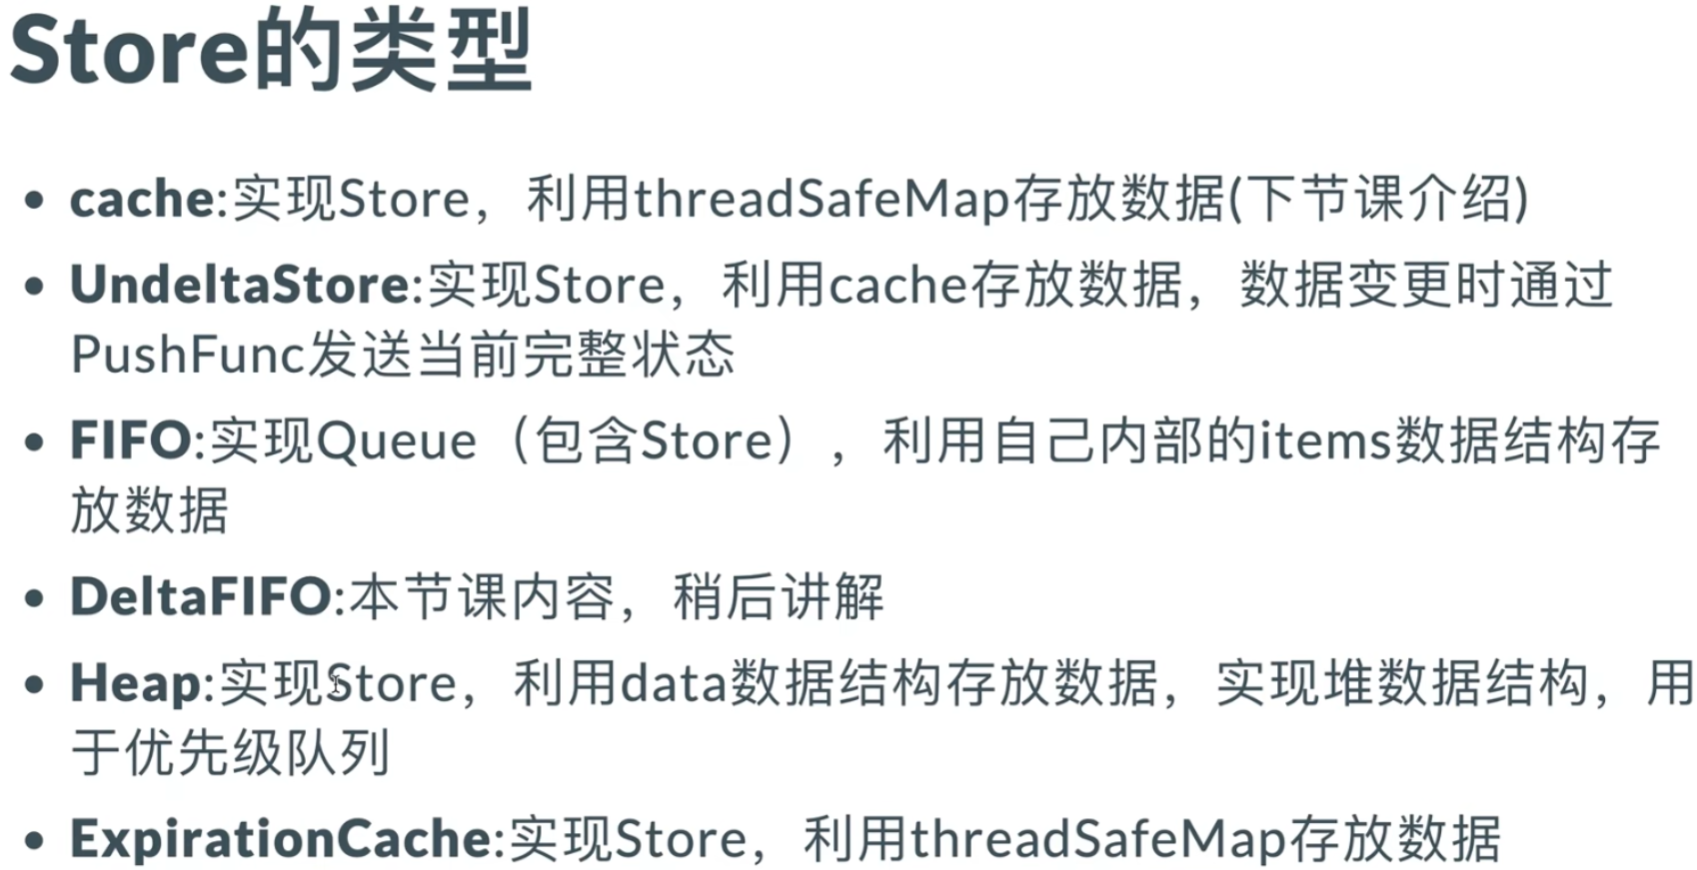 Store的类型
cache:实现Store，利用threadSafeMap存放数据(下节课介绍)
UndeltaStore:实现Store，利用cache存放数据，数据变更时通过
PushFunc发送当前完整状态
FIFO:实现Queue（包含Store），利用自己内部的items数据结构存
放数据
DeltaFIFO:本节课内容，稍后讲解
Heap:实现Store，利用data数据结构存放数据，实现堆数据结构，用
于优先级队列
ExpirationCache:实现Store，利用threadSafeMap存放数据